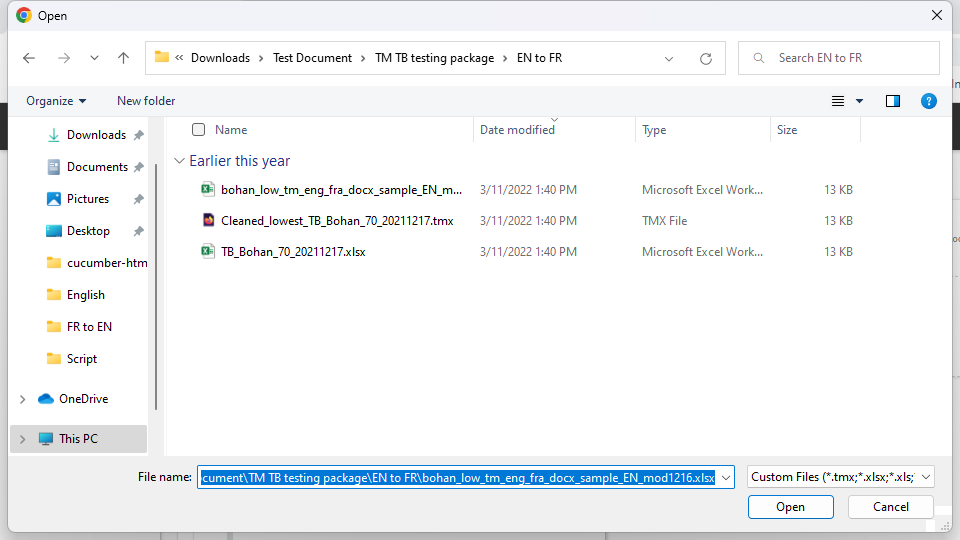 Open
Downloads
Test Document
TM TB testing package
EN to FR
Search EN to FR
Organize
New folder
Name
Date modified
Type
Size
Downloads
Documents
Pictures
Desktop
cucumber-htm
English
FR to EN
Script
OneDrive
This PC
Earlier this year
bohan_low_tm_eng_fra_docx_sample_EN_m... 3/11/2022 1:40 PM Microsoft Excel Work... 13 KB
Cleaned_lowest_TB_Bohan_70_20211217.tmx 3/11/2022 1:40 PM TMX File 13 KB
TB_Bohan_70_20211217.xlsx 3/11/2022 1:40 PM Microsoft Excel Work... 13 KB
File name: cument\TM TB testing package\EN to FR\bohan_low_tm_eng_fra_docx_sample_EN_mod1216.xlsx
Custom Files (*.tmx;*.xlsx;*.xls;
Open
Cancel